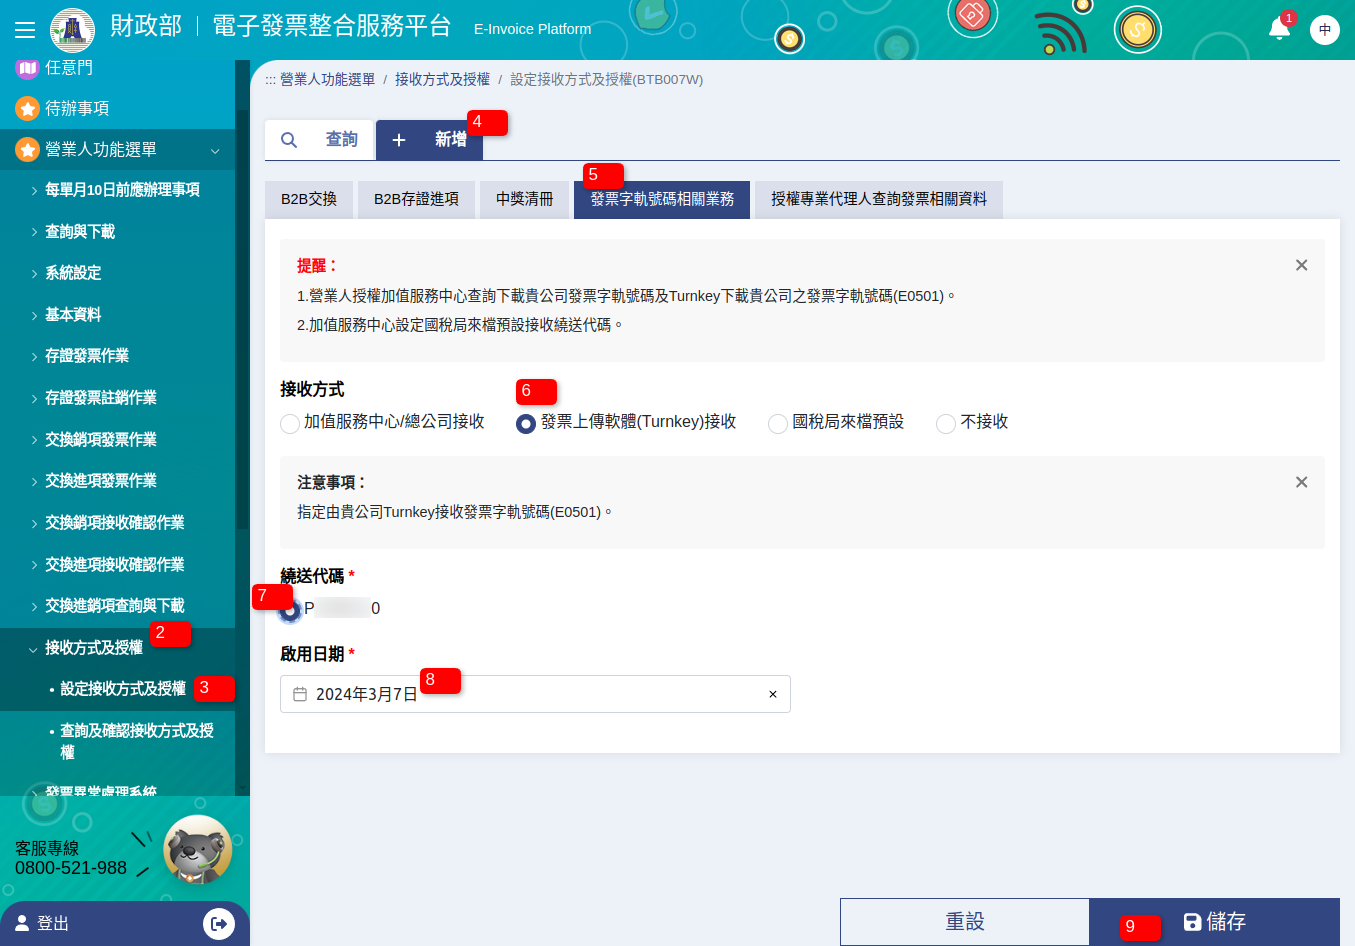 財政部 | 電子發票整合服務平台 E-Invoice Platform
1
中
任意門
待辦事項
營業人功能選單
每單月10日前應辦理事項
查詢與下載
系統設定
基本資料
存證發票作業
存證發票註銷作業
交換銷項發票作業
交換進項發票作業
交換銷項接收確認作業
交換進項接收確認作業
交換進銷項查詢與下載
接收方式及授權
2
• 設定接收方式及授權
3
• 查詢及確認接收方式及授
權
發票異常處理系統
客服專線
0800-521-988
登出
::: 營業人功能選單 / 接收方式及授權 / 設定接收方式及授權(BTB007W)
查詢
新增
4
5
B2B交換
B2B存證進項
中獎清冊
發票字軌號碼相關業務
授權專業代理人查詢發票相關資料
提醒：
1.營業人授權加值服務中心查詢下載貴公司發票字軌號碼及Turnkey下載貴公司之發票字軌號碼(E0501)。
2.加值服務中心設定國稅局來檔預設接收繞送代碼。
接收方式
6
加值服務中心/總公司接收
發票上傳軟體(Turnkey)接收
國稅局來檔預設
不接收
注意事項：
指定由貴公司Turnkey接收發票字軌號碼(E0501)。
繞送代碼 *
7
P
0
啟用日期 *
8
2024年3月7日
重設
9
儲存